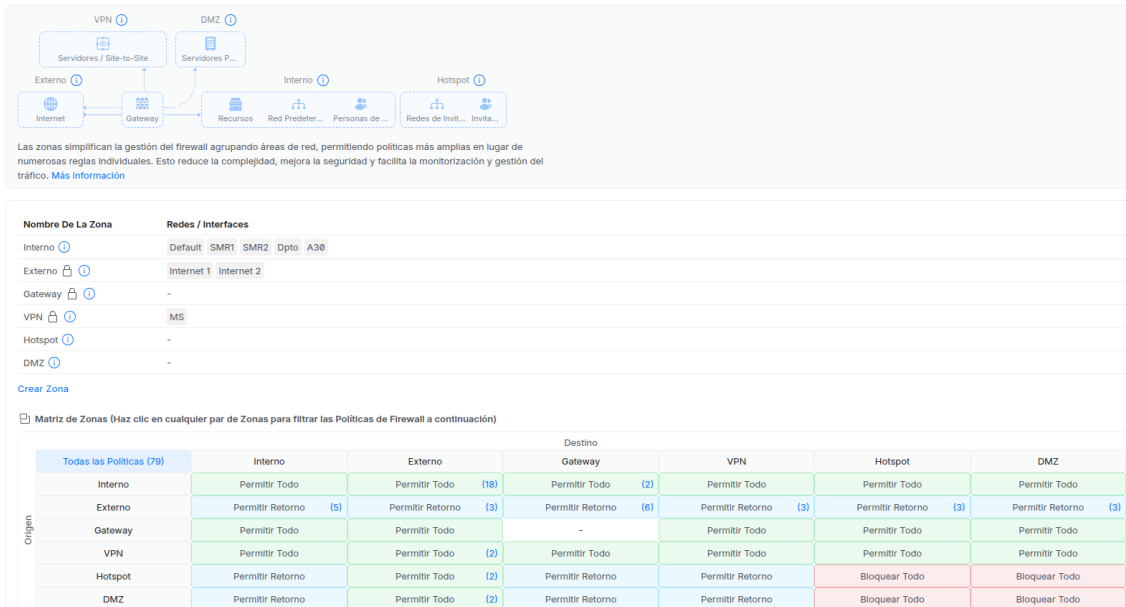 VPN DMZ
Servidores / Site-to-Site Servidores P...
Externo Interno Hotspot
Internet Gateway Recursos Red Predeter... Personas de ... Redes de Invit... Invita...
Las zonas simplifican la gestión del firewall agrupando áreas de red, permitiendo políticas más amplias en lugar de
numerosas reglas individuales. Esto reduce la complejidad, mejora la seguridad y facilita la monitorización y gestión del
tráfico. Más información
Nombre De La Zona Redes / Interfaces
Interno Default SMR1 SMR2 Dpto A30
Externo Internet 1 Internet 2
Gateway -
VPN MS
Hotspot -
DMZ -
Crear Zona
Matriz de Zonas (Haz clic en cualquier par de Zonas para filtrar las Políticas de Firewall a continuación)
Destino
Todas las Políticas (79) Interno Externo Gateway VPN Hotspot DMZ
Origen
Interno Permitir Todo Permitir Todo (18) Permitir Todo (2) Permitir Todo Permitir Todo Permitir Todo
Externo Permitir Retorno (5) Permitir Retorno (3) Permitir Retorno (6) Permitir Retorno (3) Permitir Retorno (3) Permitir Retorno (3)
Gateway Permitir Todo Permitir Todo - Permitir Todo Permitir Todo Permitir Todo
VPN Permitir Todo Permitir Todo (2) Permitir Todo Permitir Todo Permitir Todo Permitir Todo
Hotspot Permitir Retorno Permitir Todo (2) Permitir Retorno Permitir Retorno Bloquear Todo Bloquear Todo
DMZ Permitir Retorno Permitir Todo (2) Permitir Retorno Permitir Retorno Bloquear Todo Bloquear Todo